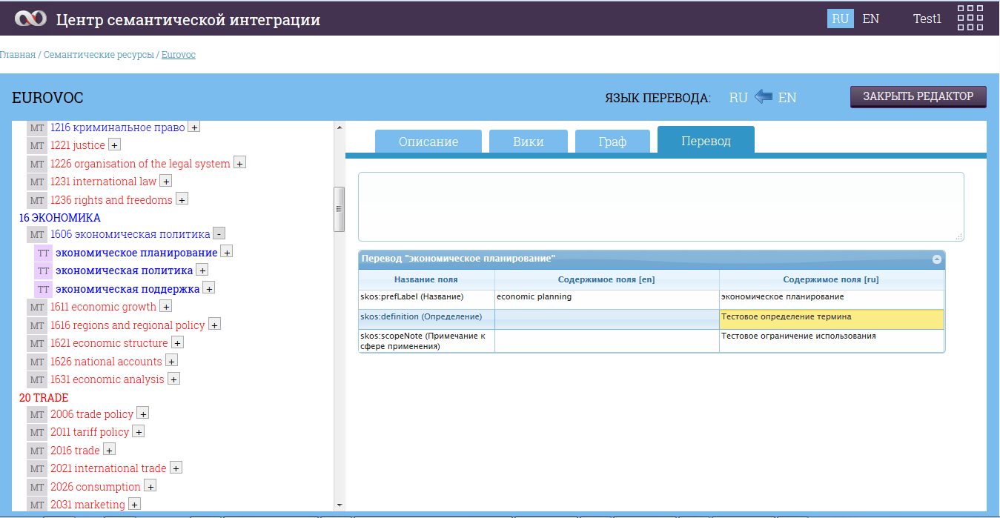 Центр семантической интеграции
RU EN Test1
Главная / Семантические ресурсы / Eurovoc
EUROVOC
ЯЗЫК ПЕРЕВОДА: RU EN
ЗАКРЫТЬ РЕДАКТОР
MT 1216 криминальное право +
MT 1221 justice +
MT 1226 organisation of the legal system +
MT 1231 international law +
MT 1236 rights and freedoms +
16 ЭКОНОМИКА
MT 1606 экономическая политика -
TT экономическое планирование +
TT экономическая политика +
TT экономическая поддержка +
MT 1611 economic growth +
MT 1616 regions and regional policy +
MT 1621 economic structure +
MT 1626 national accounts +
MT 1631 economic analysis +
20 TRADE
MT 2006 trade policy +
MT 2011 tariff policy +
MT 2016 trade +
MT 2021 international trade +
MT 2026 consumption +
MT 2031 marketing +
Описание Вики Граф Перевод
Перевод "экономическое планирование"
Название поля Содержимое поля [en] Содержимое поля [ru]
skos:prefLabel (Название) economic planning экономическое планирование
skos:definition (Определение) Тестовое определение термина
skos:scopeNote (Примечание к Тестовое ограничение использования
сфере применения)